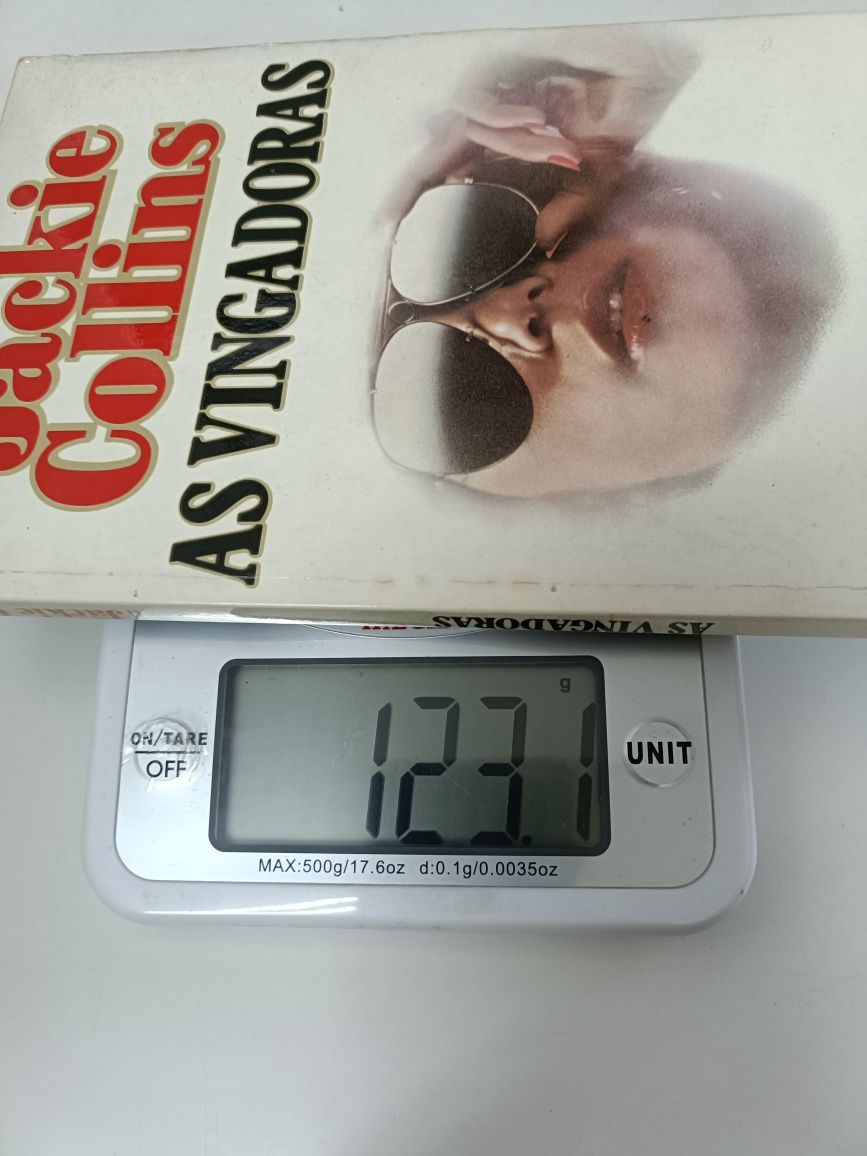 Jackie
Collins
AS VINGADORAS
Jackie
AS VINGADORAS
g
123.1
ON/TARE
OFF
UNIT
MAX:500g/17.6oz d:0.1g/0.0035oz